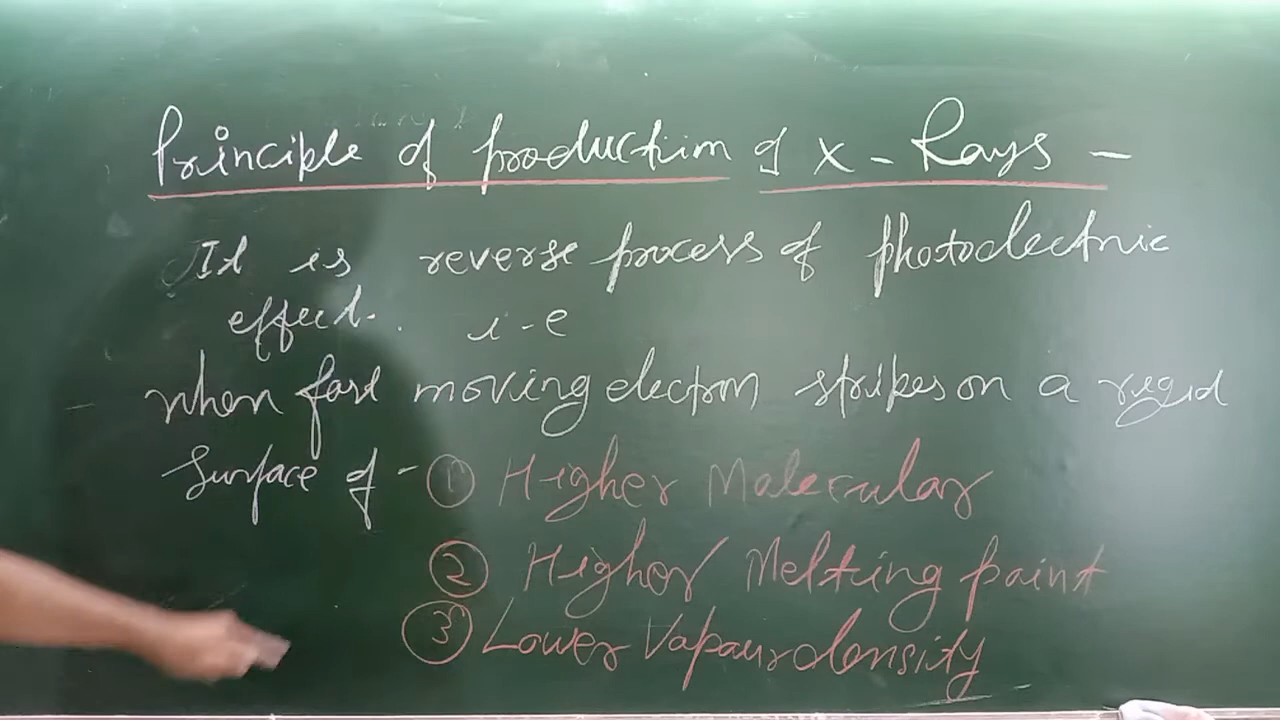 Principle of production of X-Rays -
It is reverse process of photoelectric
effect. i-e
when fast moving electron strikes on a regid
Surface of - ① Higher Molecular
② Higher Melting point
③ Lower Vapour density